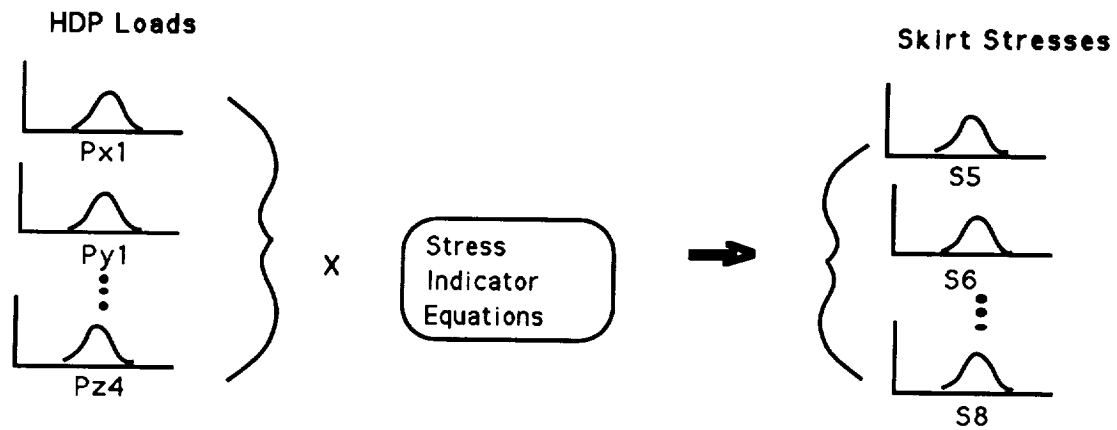 HDP Loads
Px1
Py1
Pz4
X
Stress
Indicator
Equations
Skirt Stresses
S5
S6
S8